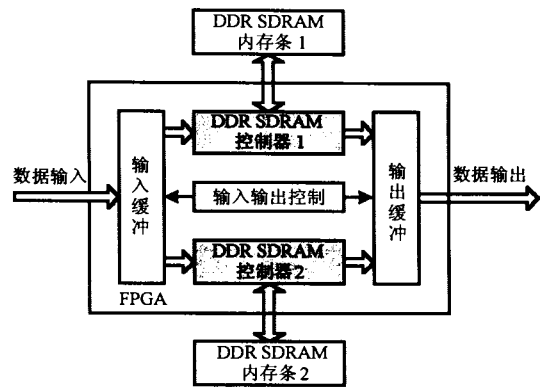 DDR SDRAM
内存条 1
DDR SDRAM
控制器1
数据输入
输入缓冲
输入输出控制
输出缓冲
数据输出
DDR SDRAM
控制器2
FPGA
DDR SDRAM
内存条 2